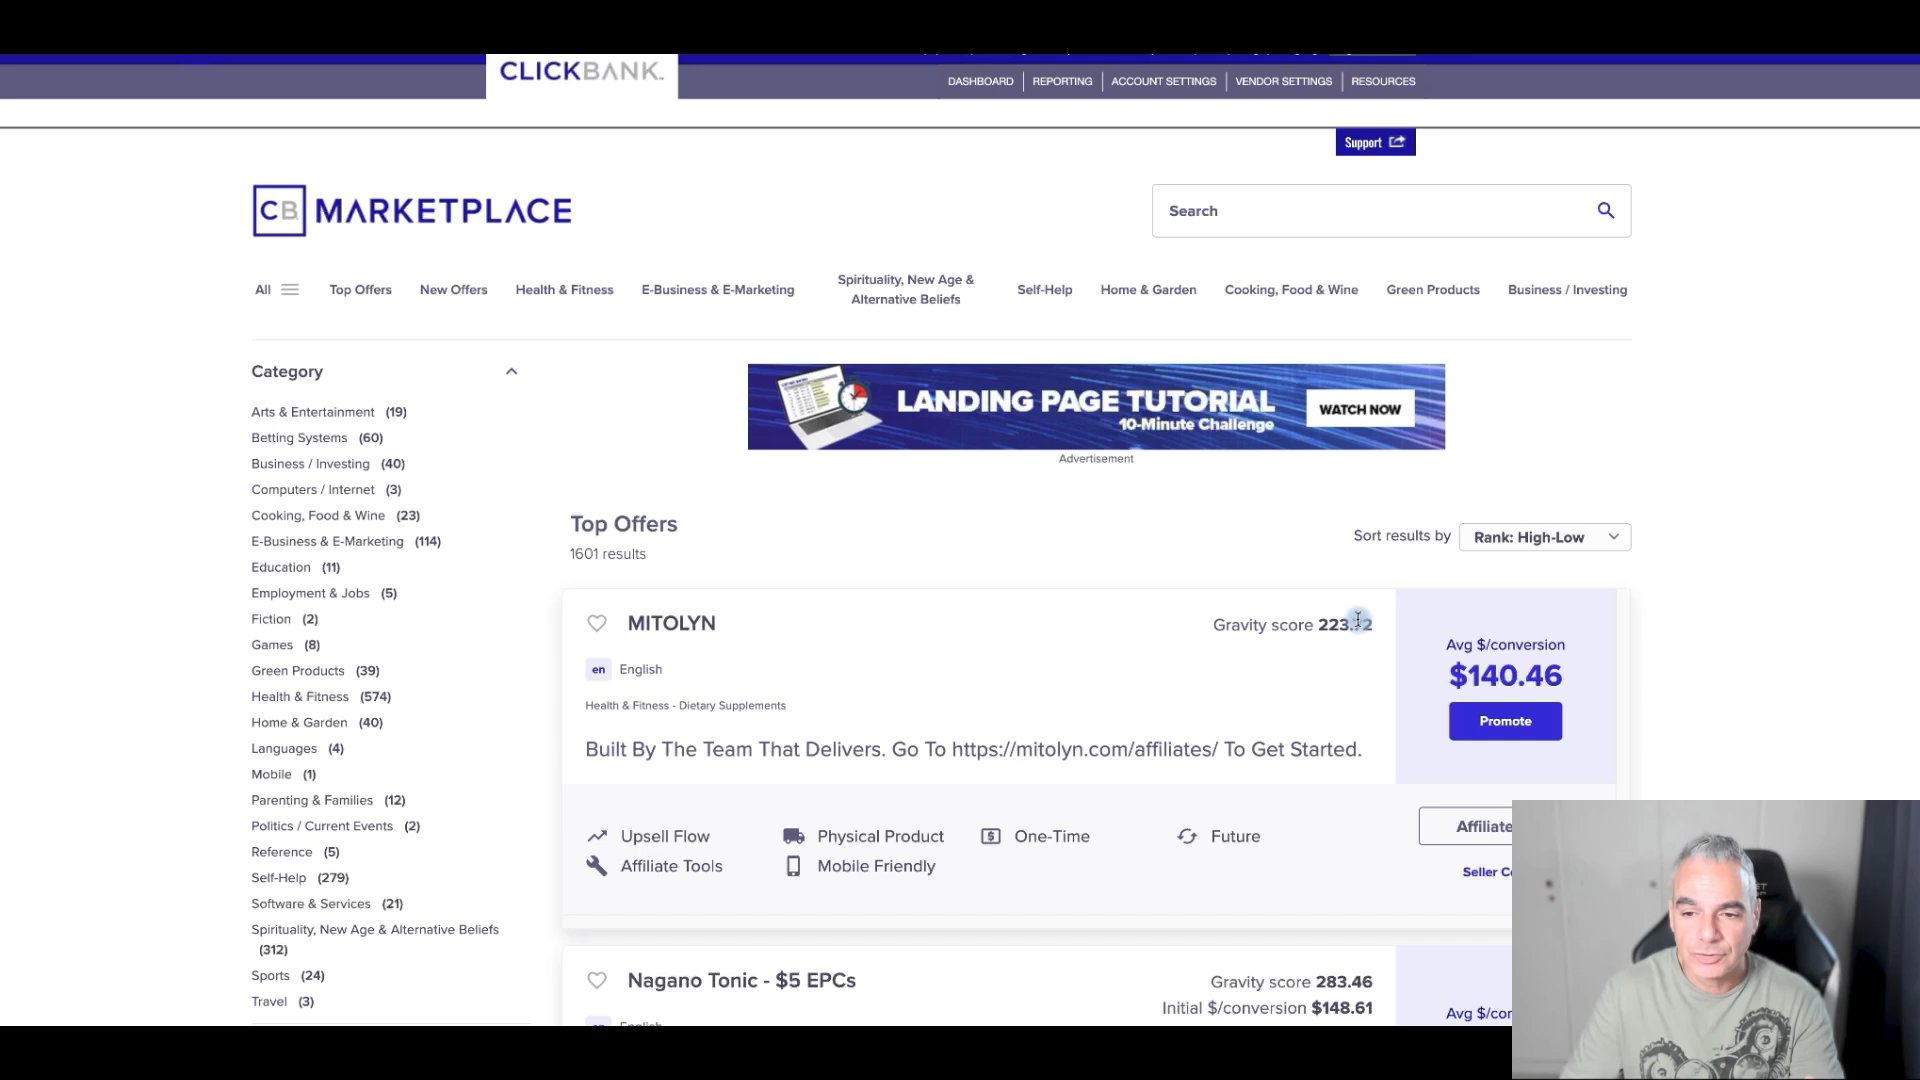 CLICKBANK
DASHBOARD
REPORTING
ACCOUNT SETTINGS
VENDOR SETTINGS
RESOURCES
Support
CB MARKETPLACE
Search
All
Top Offers
New Offers
Health & Fitness
E-Business & E-Marketing
Spirituality, New Age &
Alternative Beliefs
Self-Help
Home & Garden
Cooking, Food & Wine
Green Products
Business / Investing
Category
Arts & Entertainment (19)
Betting Systems (60)
Business / Investing (40)
Computers / Internet (3)
Cooking, Food & Wine (23)
E-Business & E-Marketing (114)
Education (11)
Employment & Jobs (5)
Fiction (2)
Games (8)
Green Products (39)
Health & Fitness (574)
Home & Garden (40)
Languages (4)
Mobile (1)
Parenting & Families (12)
Politics / Current Events (2)
Reference (5)
Self-Help (279)
Software & Services (21)
Spirituality, New Age & Alternative Beliefs
(312)
Sports (24)
Travel (3)
LANDING PAGE TUTORIAL
10-Minute Challenge
WATCH NOW
Advertisement
Top Offers
1601 results
Sort results by
Rank: High-Low
MITOLYN
Gravity score
en English
Health & Fitness - Dietary Supplements
Built By The Team That Delivers. Go To https://mitolyn.com/affiliates/ To Get Started.
Avg $/conversion
$140.46
Promote
Upsell Flow
Physical Product
One-Time
Future
Affiliate Tools
Mobile Friendly
Affiliate
Seller
Nagano Tonic - $5 EPCs
Gravity score 283.46
Initial $/conversion $148.61
English
Avg